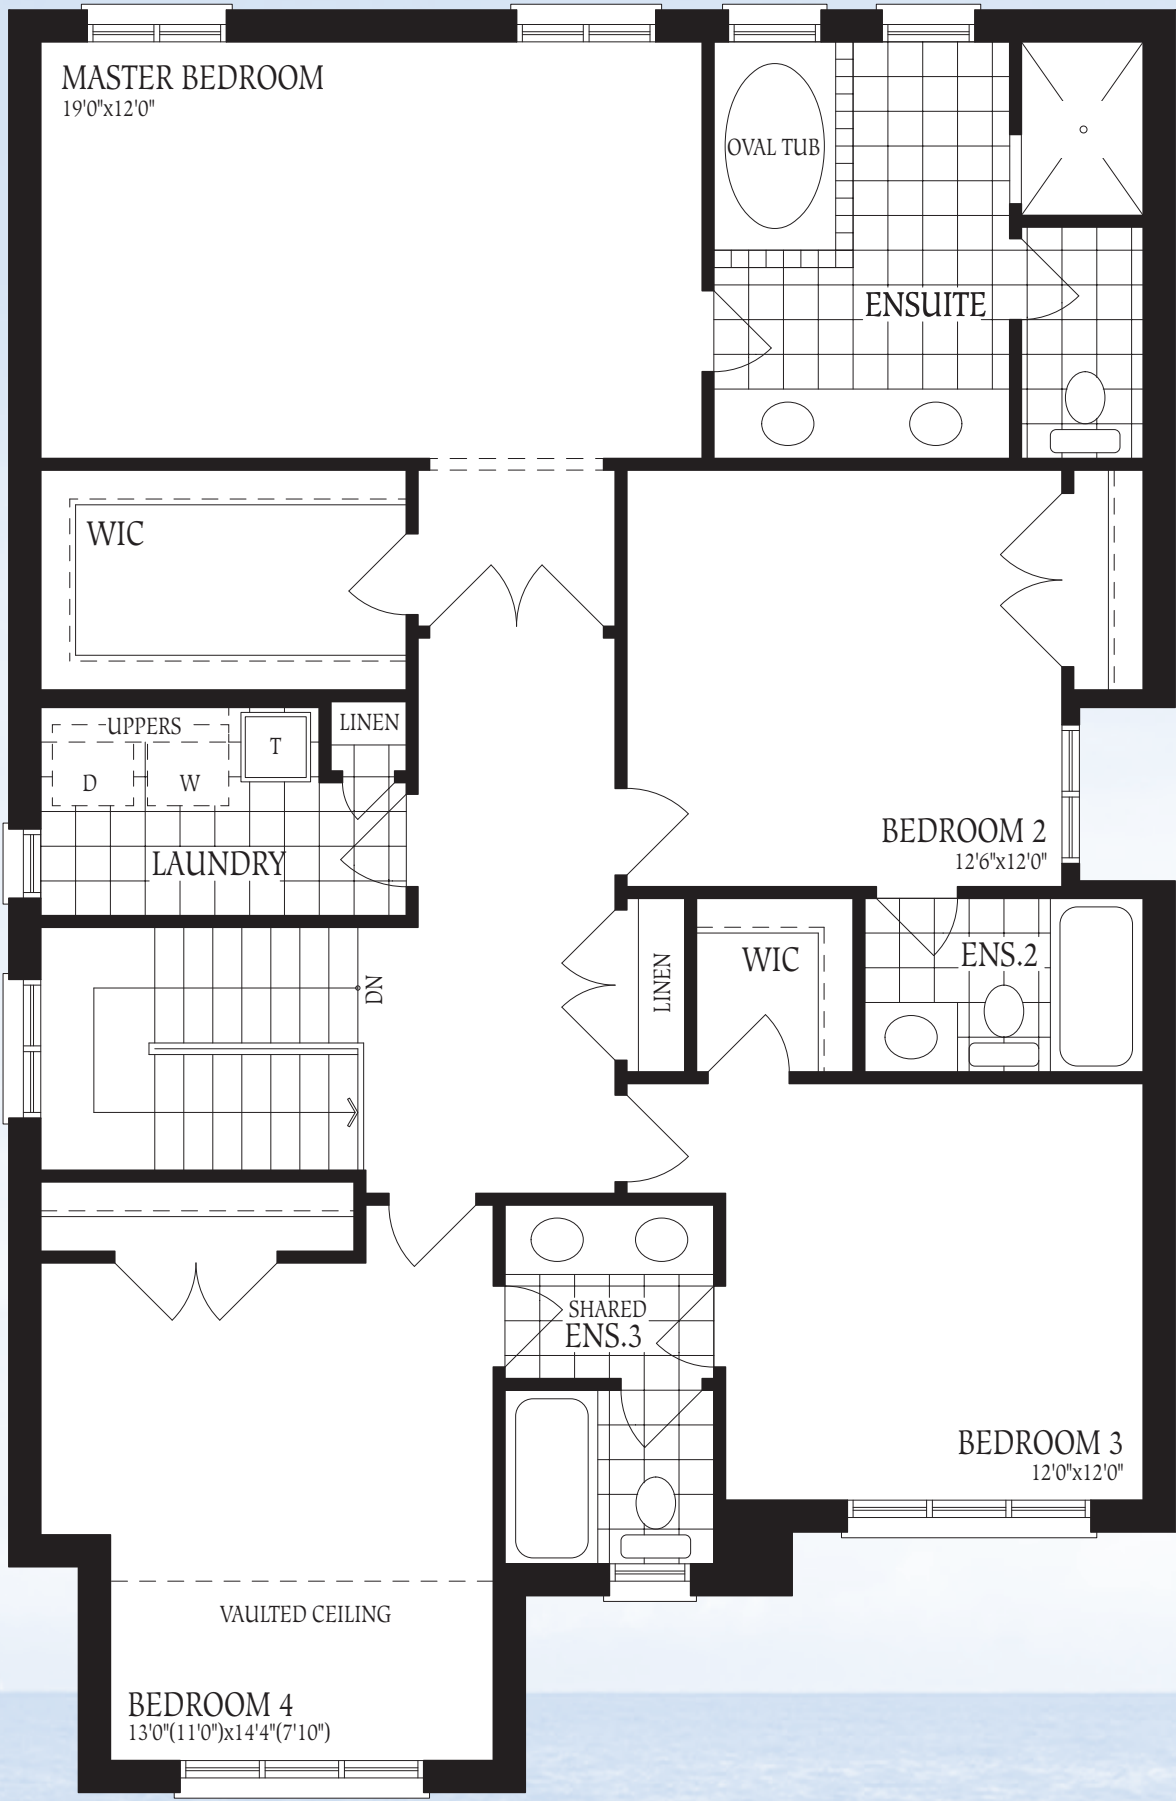 MASTER BEDROOM
19'0"x12'0"
OVAL TUB
ENSUITE
WIC
UPPERS
LINEN
T
D
W
LAUNDRY
BEDROOM 2
12'6"x12'0"
DN
LINEN
WIC
ENS.2
SHARED
ENS.3
BEDROOM 3
12'0"x12'0"
VAULTED CEILING
BEDROOM 4
13'0"(11'0")x14'4"(7'10")